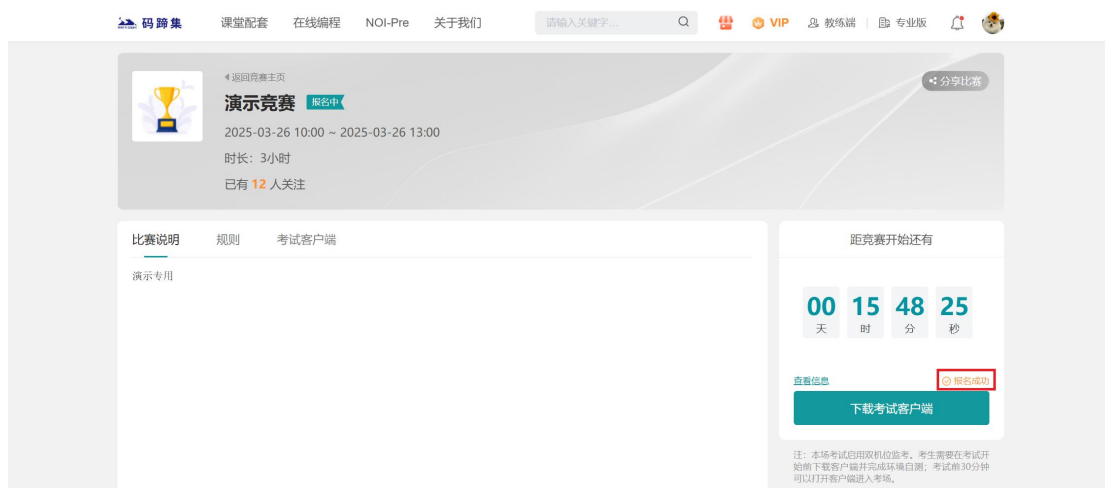 码蹄集 课堂配套 在线编程 NOI-Pre 关于我们 请输入关键字... VIP 教练端 专业版
返回竞赛主页 分享比赛
演示竞赛 报名中
2025-03-26 10:00 ~ 2025-03-26 13:00
时长：3小时
已有 12 人关注
比赛说明 规则 考试客户端
演示专用
距竞赛开始还有
00 15 48 25
天 时 分 秒
查看信息 报名成功
下载考试客户端
注：本场考试启用双机位监考。考生需要在考试开
始前下载客户端并完成环境自测；考试前30分钟
可以打开客户端进入考场。